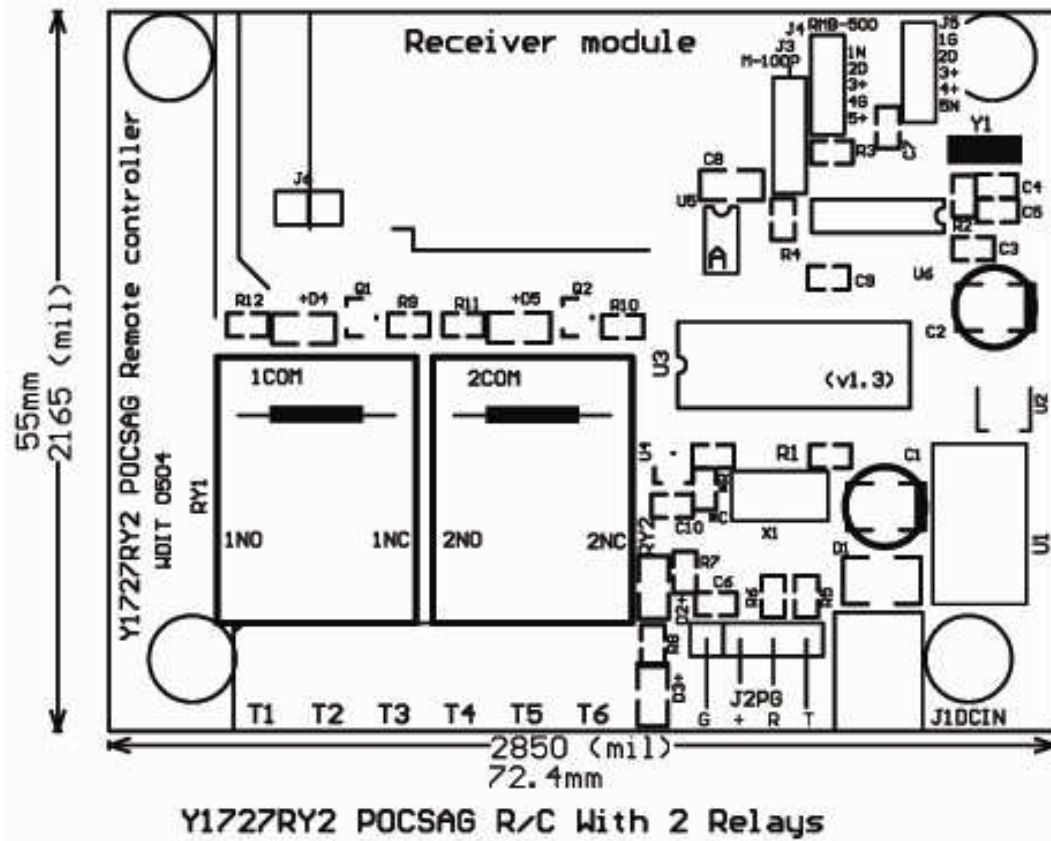 Receiver module
J4
RMB-500
J3
M-100P
1N
2D
3+
4G
5+
J5
1G
2D
3+
4+
5N
Y1
R3
C7
C8
U5
A
R4
C4
C5
R2
C3
C9
U6
C2
J6
R12
+D4
Q1
R9
R11
+D5
Q2
R10
U3
(v1.3)
U2
1COM
2COM
RY1
1NO
1NC
2NO
2NC
RY2
U4
R1
C1
C10
X1
U1
D1
R7
C6
D2+
R6
R5
R8
D3+
J2PG
G
+
R
T
J1DCIN
T1
T2
T3
T4
T5
T6
Y1727RY2 POCSAG Remote controller
WDIT 0504
55mm
2165 (mil)
2850 (mil)
72.4mm
Y1727RY2 POCSAG R/C With 2 Relays